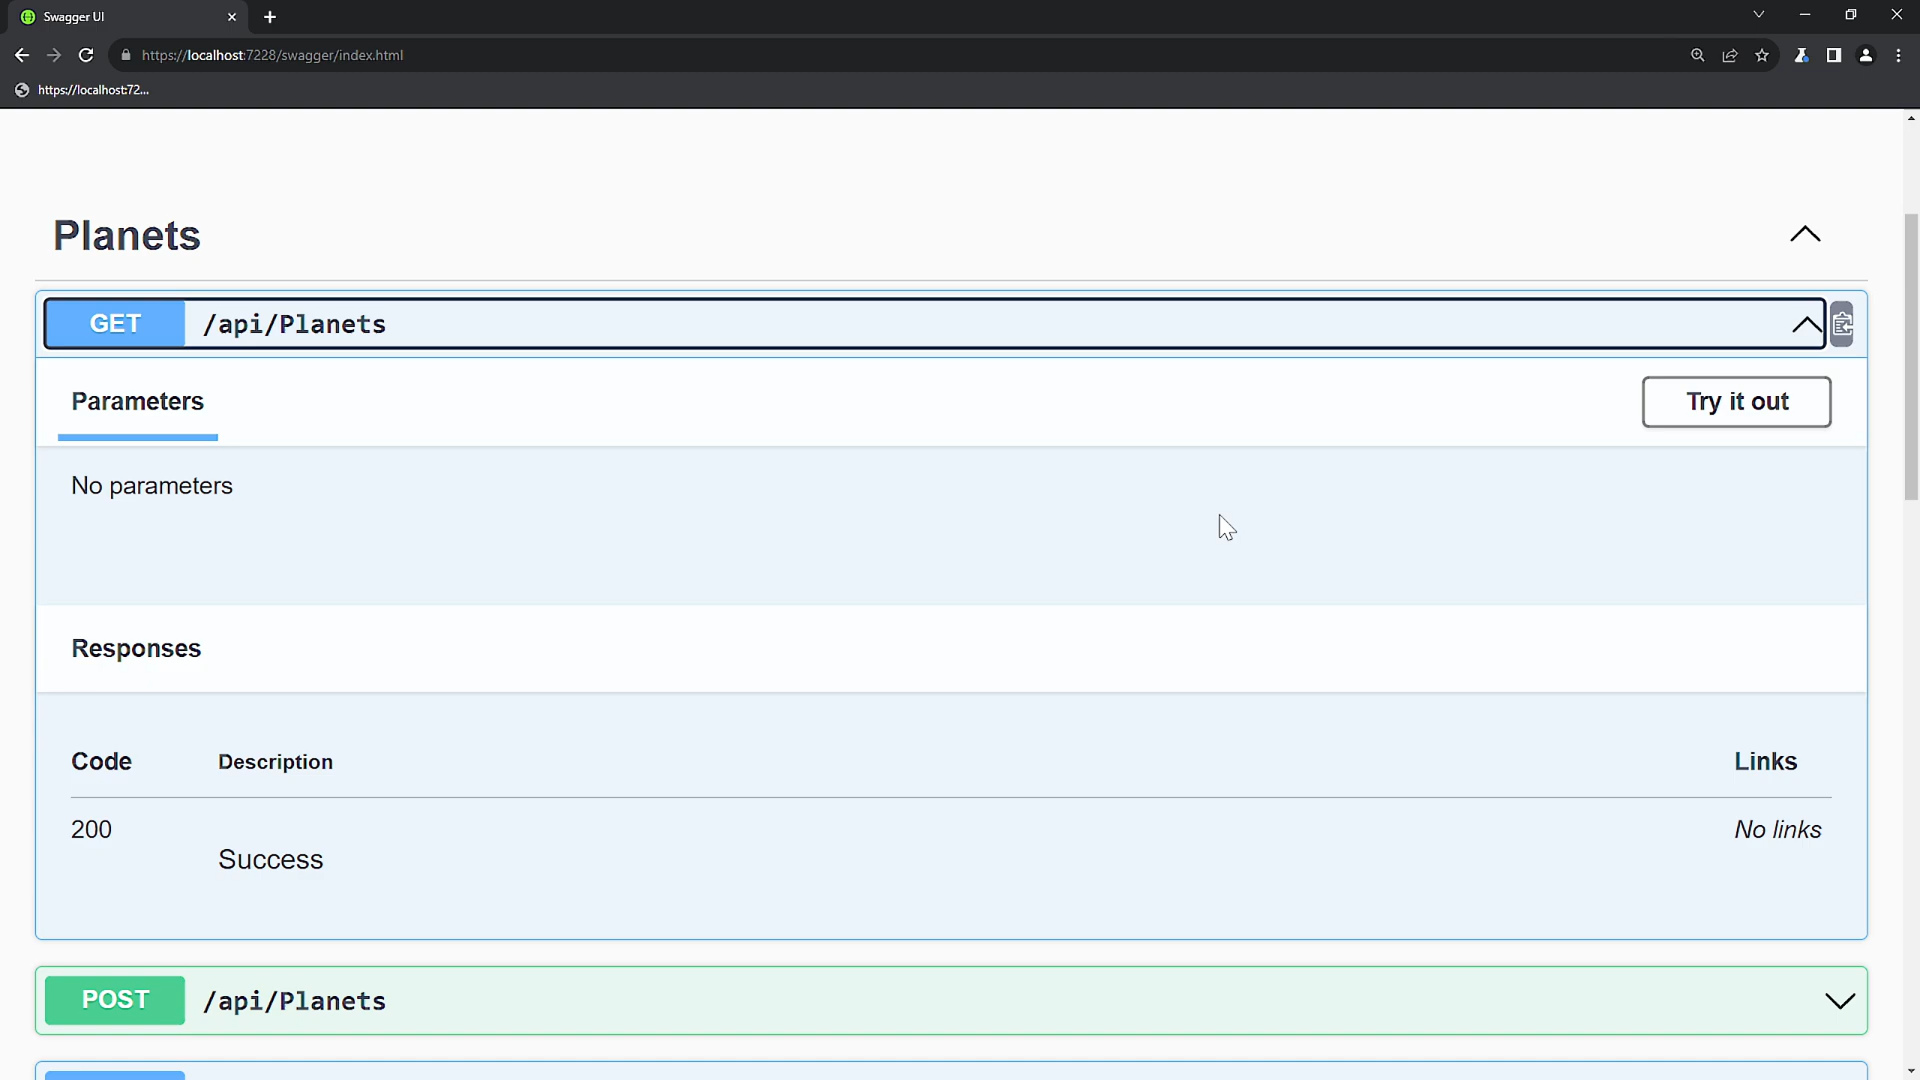 Swagger UI
https://localhost:7228/swagger/index.html
https://localhost:72...
Planets
GET /api/Planets
Parameters Try it out
No parameters
Responses
Code Description Links
200 No links
Success
POST /api/Planets